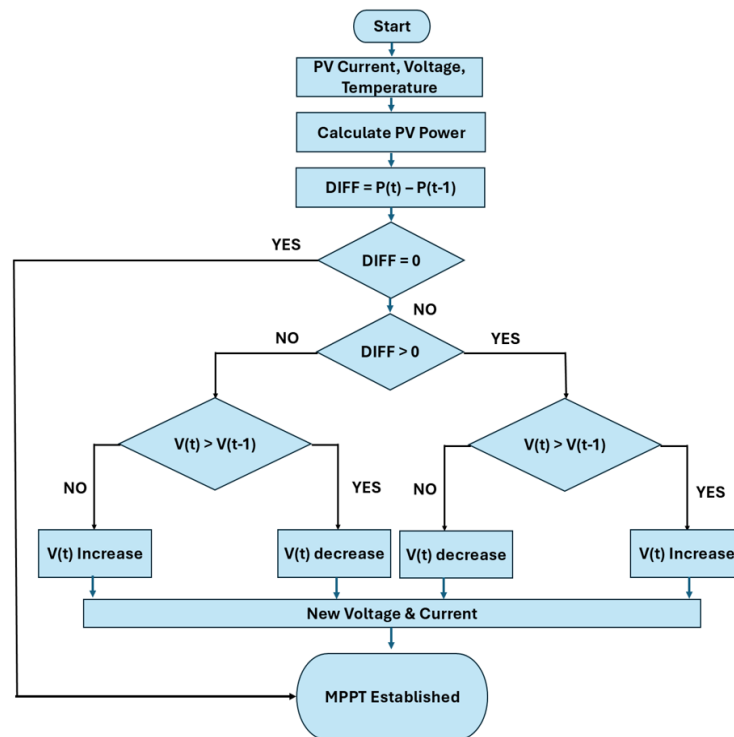 Start
PV Current, Voltage,
Temperature
Calculate PV Power
DIFF = P(t) – P(t-1)
YES
DIFF = 0
NO
NO
DIFF > 0
YES
V(t) > V(t-1)
V(t) > V(t-1)
NO
YES
NO
YES
V(t) Increase
V(t) decrease
V(t) decrease
V(t) Increase
New Voltage & Current
MPPT Established